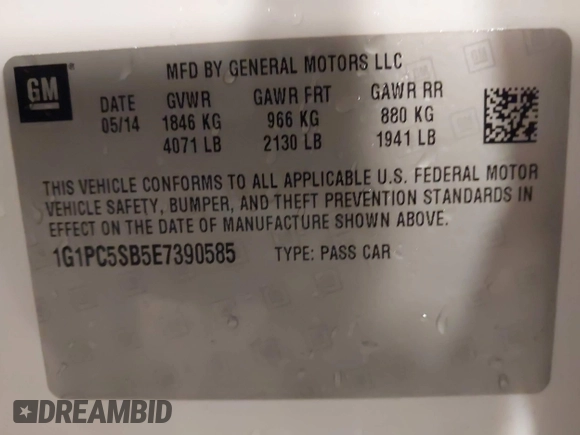 GM
MFD BY GENERAL MOTORS LLC
DATE GVWR GAWR FRT GAWR RR
05/14 1846 KG 966 KG 880 KG
4071 LB 2130 LB 1941 LB
THIS VEHICLE CONFORMS TO ALL APPLICABLE U.S. FEDERAL MOTOR
VEHICLE SAFETY, BUMPER, AND THEFT PREVENTION STANDARDS IN
EFFECT ON THE DATE OF MANUFACTURE SHOWN ABOVE.
1G1PC5SB5E7390585 TYPE: PASS CAR
DREAMBID